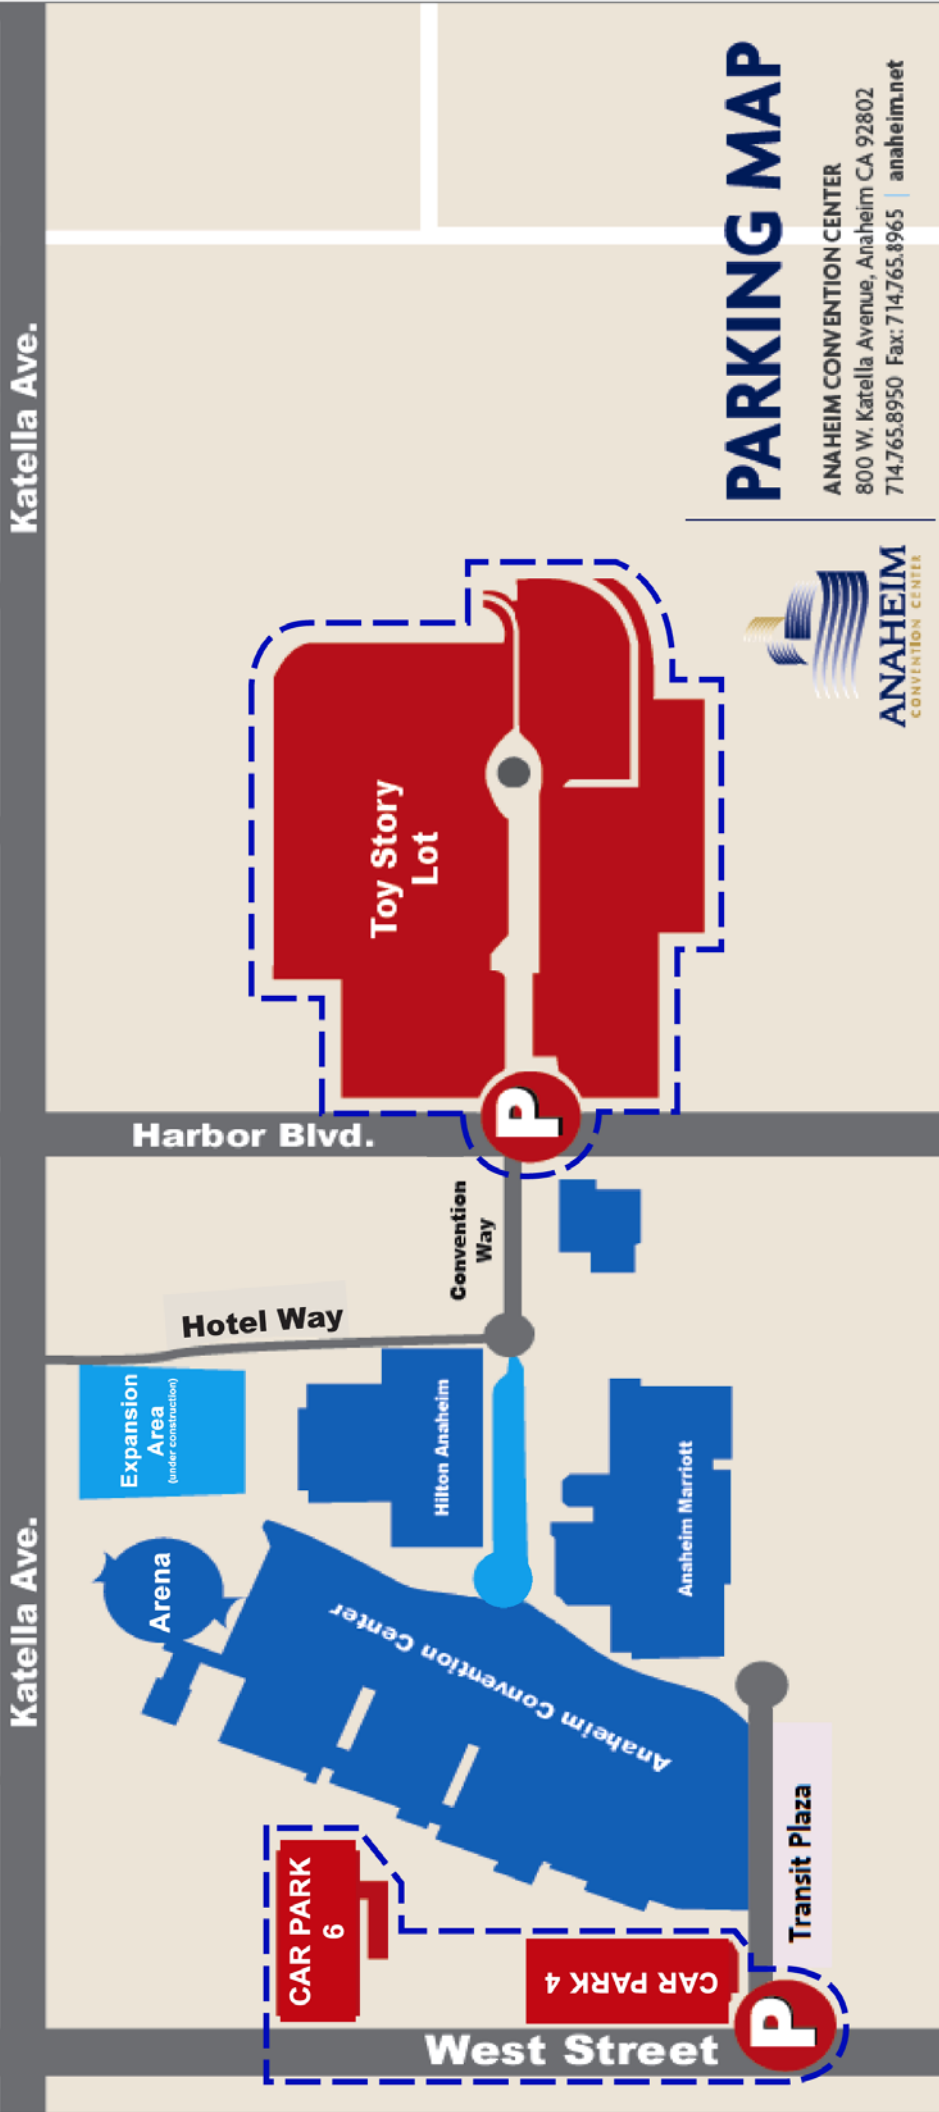 PARKING MAP
ANAHEIM CONVENTION CENTER
800 W. Katella Avenue, Anaheim CA 92802
714.765.8950 Fax: 714.765.8965 | anaheim.net
ANAHEIM
CONVENTION CENTER
Katella Ave.
Toy Story
Lot
P
Harbor Blvd.
Convention
Way
Hotel Way
Expansion
Area
(under construction)
Hilton Anaheim
Anaheim Marriott
Katella Ave.
Arena
Anaheim Convention Center
Transit Plaza
CAR PARK
6
CAR PARK 4
West Street
P